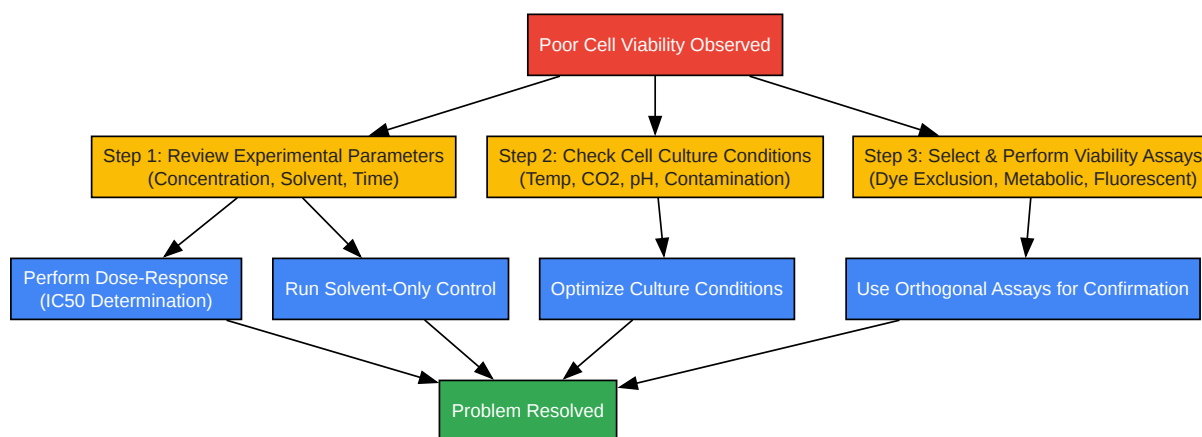 Poor Cell Viability Observed
Step 1: Review Experimental Parameters
(Concentration, Solvent, Time)
Step 2: Check Cell Culture Conditions
(Temp, CO2, pH, Contamination)
Step 3: Select & Perform Viability Assays
(Dye Exclusion, Metabolic, Fluorescent)
Perform Dose-Response
(IC50 Determination)
Run Solvent-Only Control
Optimize Culture Conditions
Use Orthogonal Assays for Confirmation
Problem Resolved